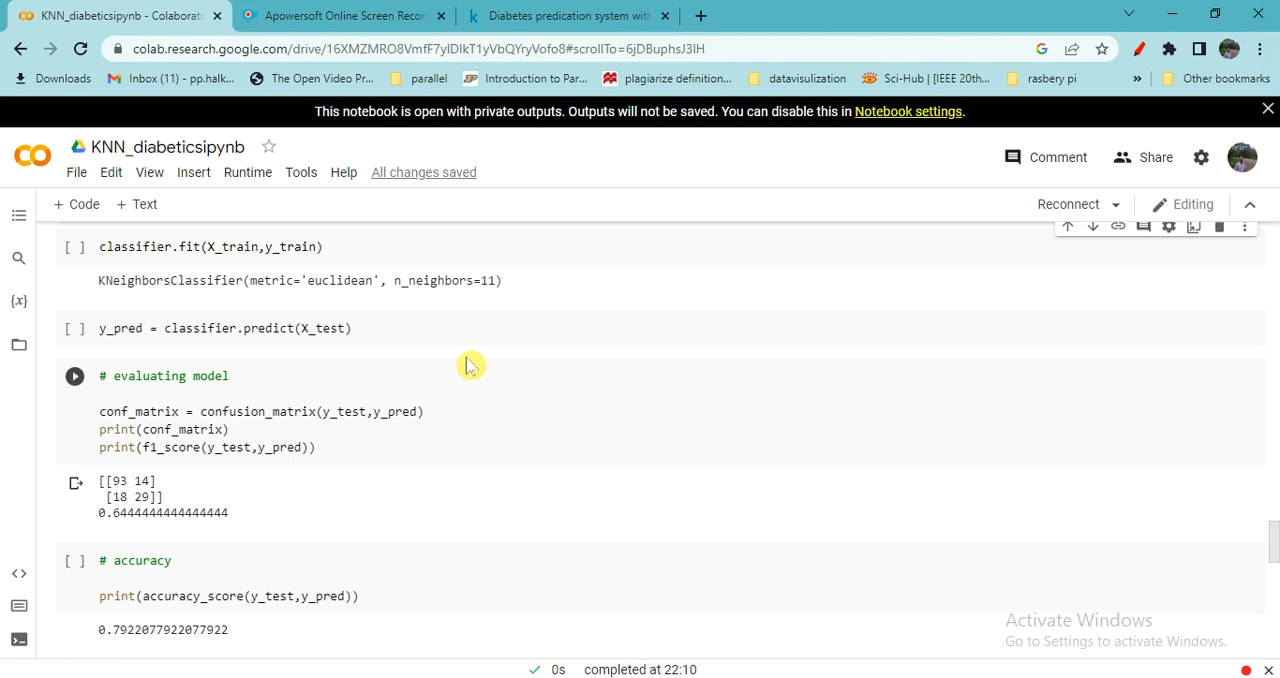 KNN_diabeticsipynb - Colaborato
Apowersoft Online Screen Recor
Diabetes predication system with
colab.research.google.com/drive/16XMZMRO8VmfF7yIDIkT1yVbQYryVofo8#scrollTo=6jDBuphsJ3IH
Downloads
Inbox (11) - pp.halk...
The Open Video Pr...
parallel
Introduction to Par...
plagiarize definition...
datavisulization
Sci-Hub | [IEEE 20th...
rasbery pi
»
Other bookmarks
This notebook is open with private outputs. Outputs will not be saved. You can disable this in Notebook settings.
KNN_diabeticsipynb
Comment
Share
File Edit View Insert Runtime Tools Help All changes saved
+ Code + Text
Reconnect
Editing
[ ] classifier.fit(X_train,y_train)
KNeighborsClassifier(metric='euclidean', n_neighbors=11)
[ ] y_pred = classifier.predict(X_test)
# evaluating model
conf_matrix = confusion_matrix(y_test,y_pred)
print(conf_matrix)
print(f1_score(y_test,y_pred))
[[93 14]
[18 29]]
0.6444444444444444
[ ] # accuracy
print(accuracy_score(y_test,y_pred))
0.7922077922077922
Activate Windows
Go to Settings to activate Windows.
0s completed at 22:10